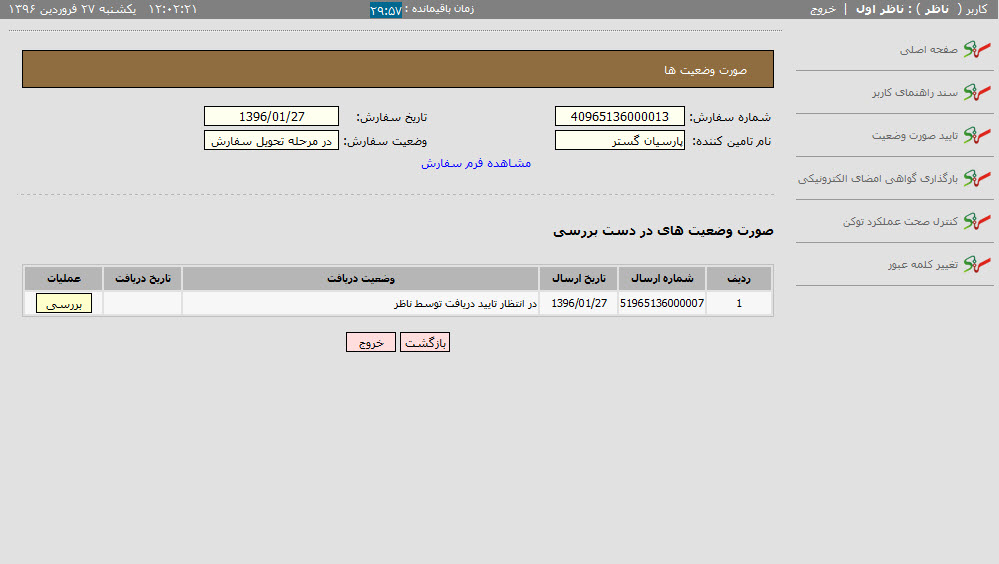 کاربر ( ناظر ) : ناظر اول | خروج
زمان باقیمانده : ۲۹:۵۷
۱۲:۰۲:۲۱ یکشنبه ۲۷ فروردین ۱۳۹۶
صفحه اصلی
سند راهنمای کاربر
تایید صورت وضعیت
بارگذاری گواهی امضای الکترونیکی
کنترل صحت عملکرد توکن
تغییر کلمه عبور
صورت وضعیت ها
شماره سفارش: 40965136000013 تاریخ سفارش: 1396/01/27
نام تامین کننده: پارسیان گستر وضعیت سفارش: در مرحله تحویل سفارش
مشاهده فرم سفارش
صورت وضعیت های در دست بررسی
ردیف شماره ارسال تاریخ ارسال وضعیت دریافت تاریخ دریافت عملیات
1 51965136000007 1396/01/27 در انتظار تایید دریافت توسط ناظر بررسی
بازگشت خروج